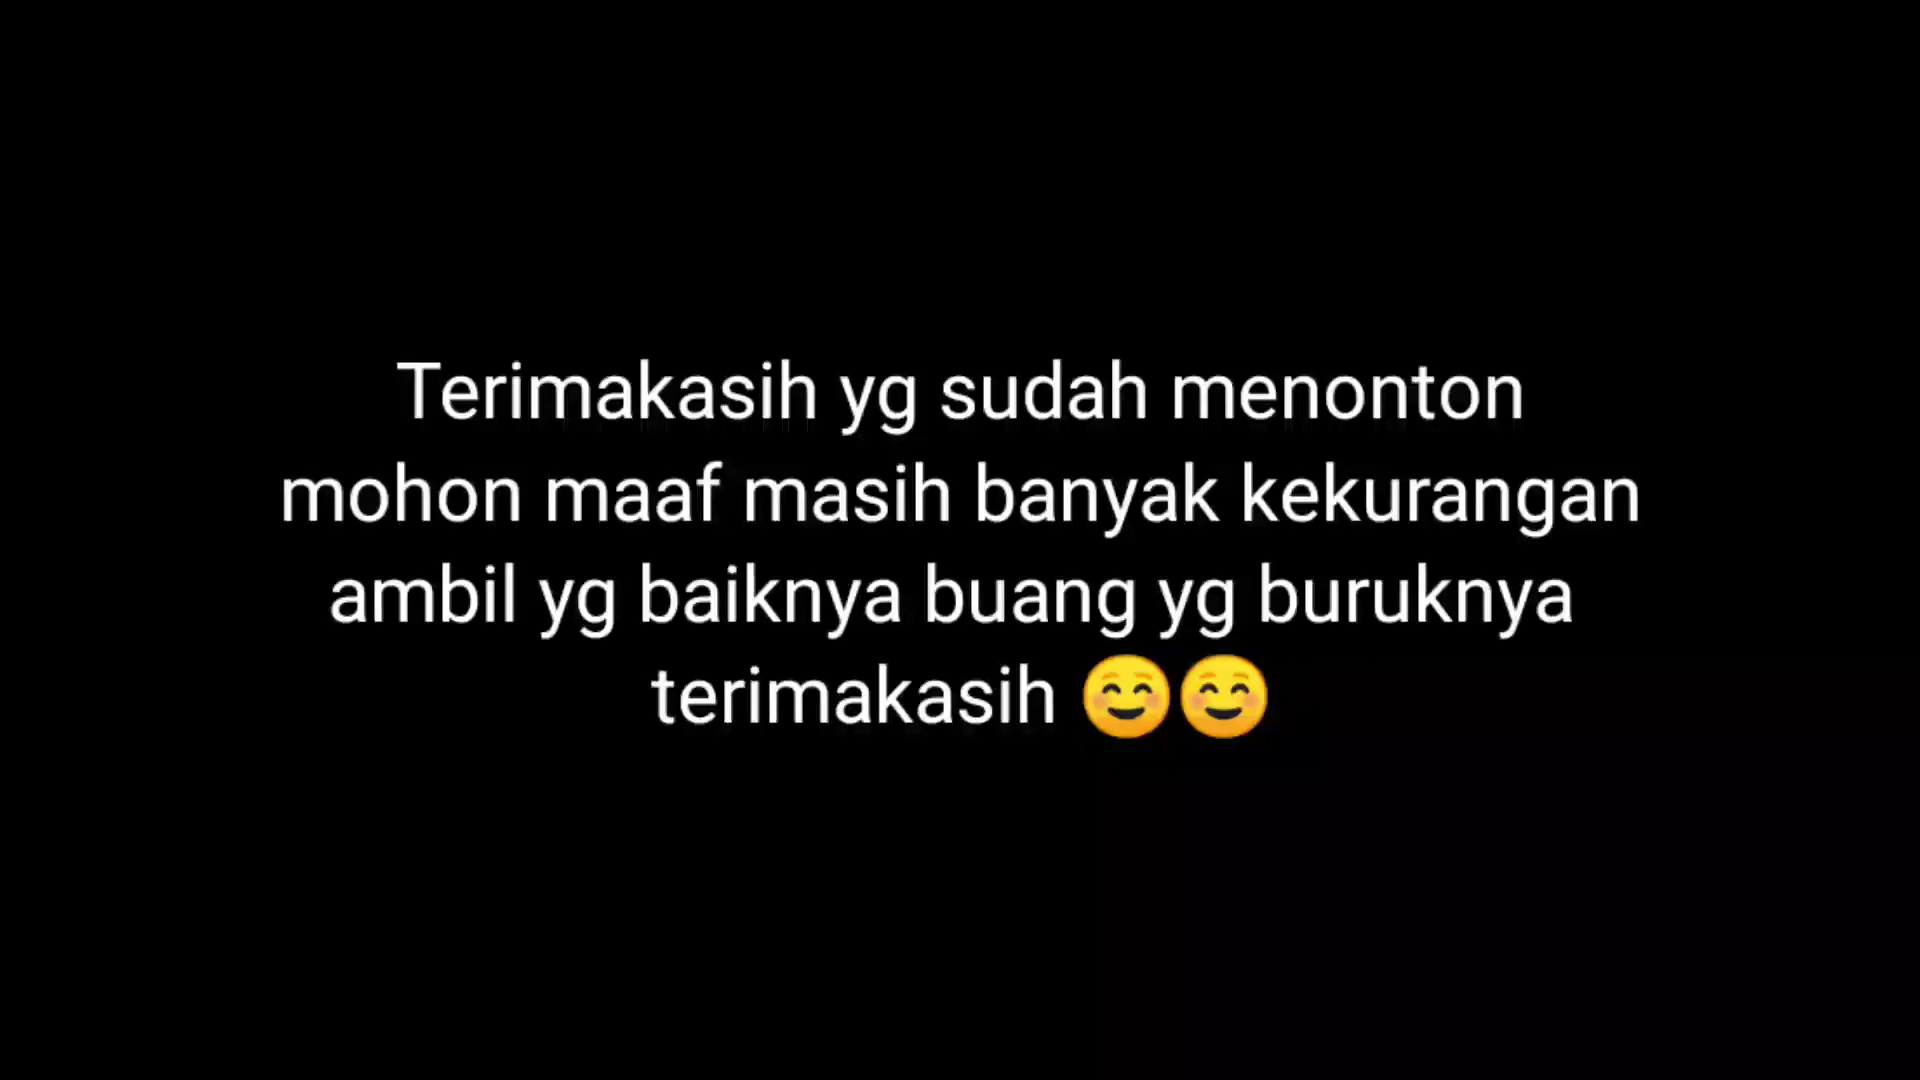 Terimakasih yg sudah menonton
mohon maaf masih banyak kekurangan
ambil yg baiknya buang yg buruknya
terimakasih ☺️☺️